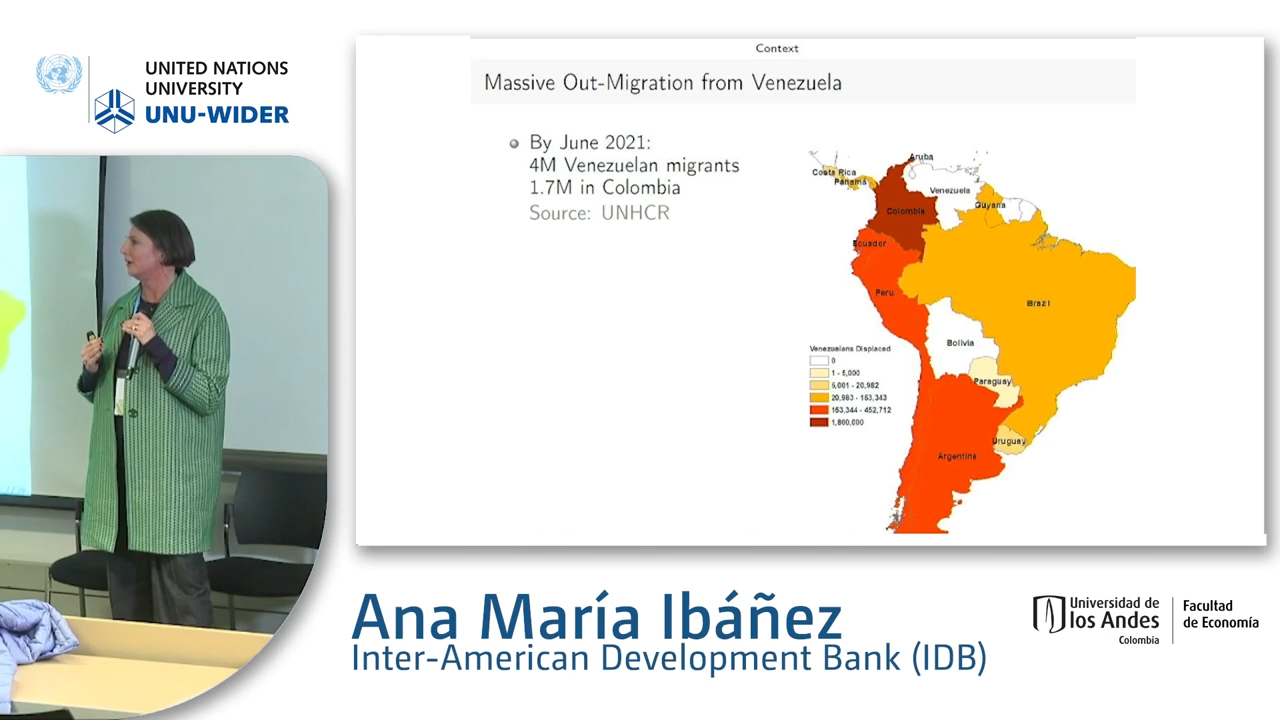 UNITED NATIONS
UNIVERSITY
UNU-WIDER
Context
Massive Out-Migration from Venezuela
By June 2021:
4M Venezuelan migrants
1.7M in Colombia
Source: UNHCR
Aruba
Costa Rica
Panama
Venezuela
Guyana
Colombia
Ecuador
Peru
Brazil
Bolivia
Paraguay
Uruguay
Argentina
Venezuelans Displaced
0
1 - 5,000
5,001 - 20,982
20,983 - 153,343
153,344 - 452,712
1,800,000
Ana María Ibáñez
Inter-American Development Bank (IDB)
Universidad de
los Andes
Colombia
Facultad
de Economía